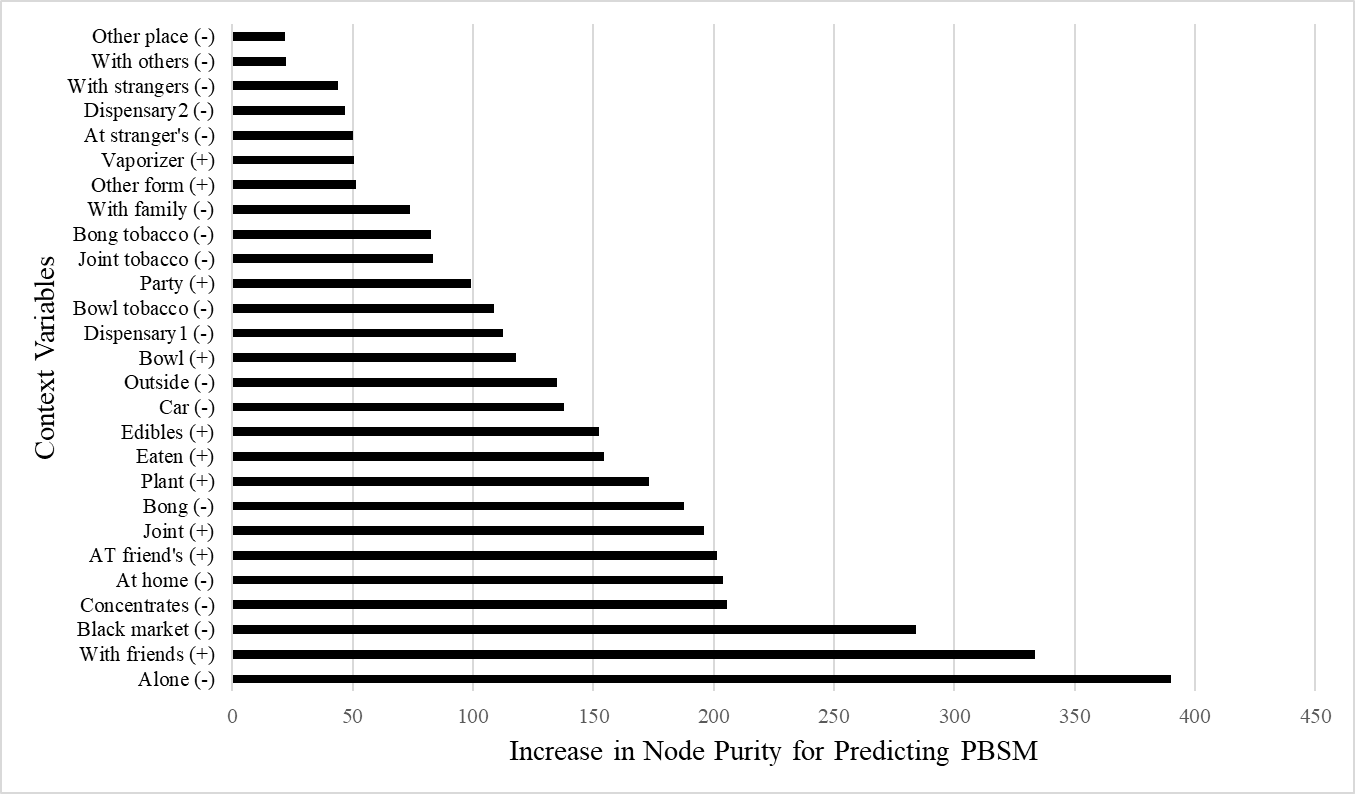 Other place (-)
With others (-)
With strangers (-)
Dispensary2 (-)
At stranger's (-)
Vaporizer (+)
Other form (+)
With family (-)
Bong tobacco (-)
Joint tobacco (-)
Party (+)
Bowl tobacco (-)
Dispensary1 (-)
Bowl (+)
Outside (-)
Car (-)
Edibles (+)
Eaten (+)
Plant (+)
Bong (-)
Joint (+)
AT friend's (+)
At home (-)
Concentrates (-)
Black market (-)
With friends (+)
Alone (-)
Context Variables
0 50 100 150 200 250 300 350 400 450
Increase in Node Purity for Predicting PBSM